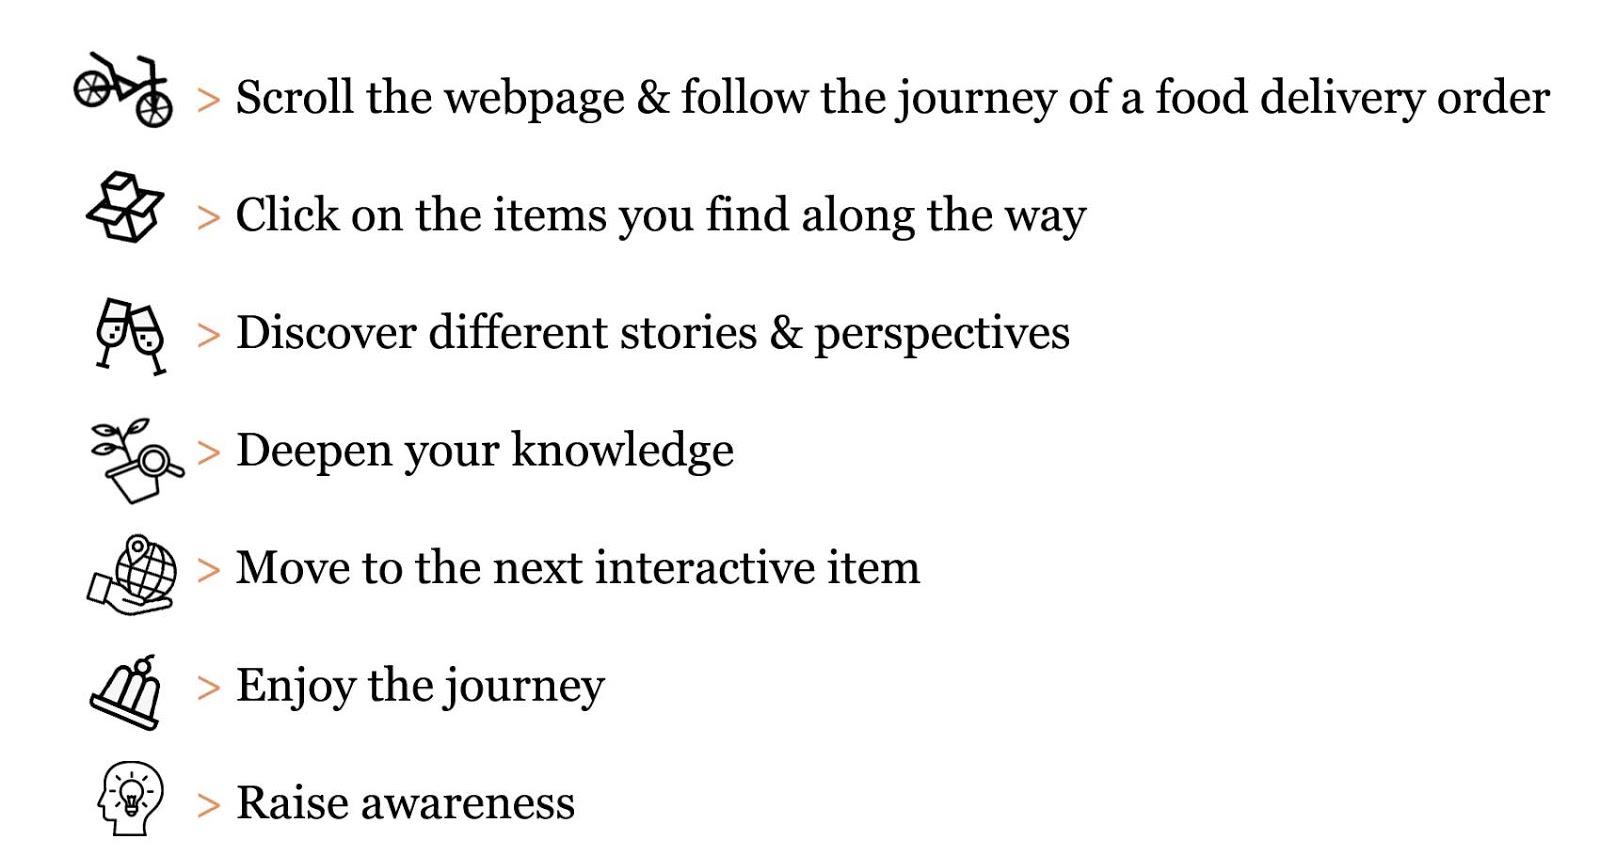 > Scroll the webpage & follow the journey of a food delivery order
> Click on the items you find along the way
> Discover different stories & perspectives
> Deepen your knowledge
> Move to the next interactive item
> Enjoy the journey
> Raise awareness